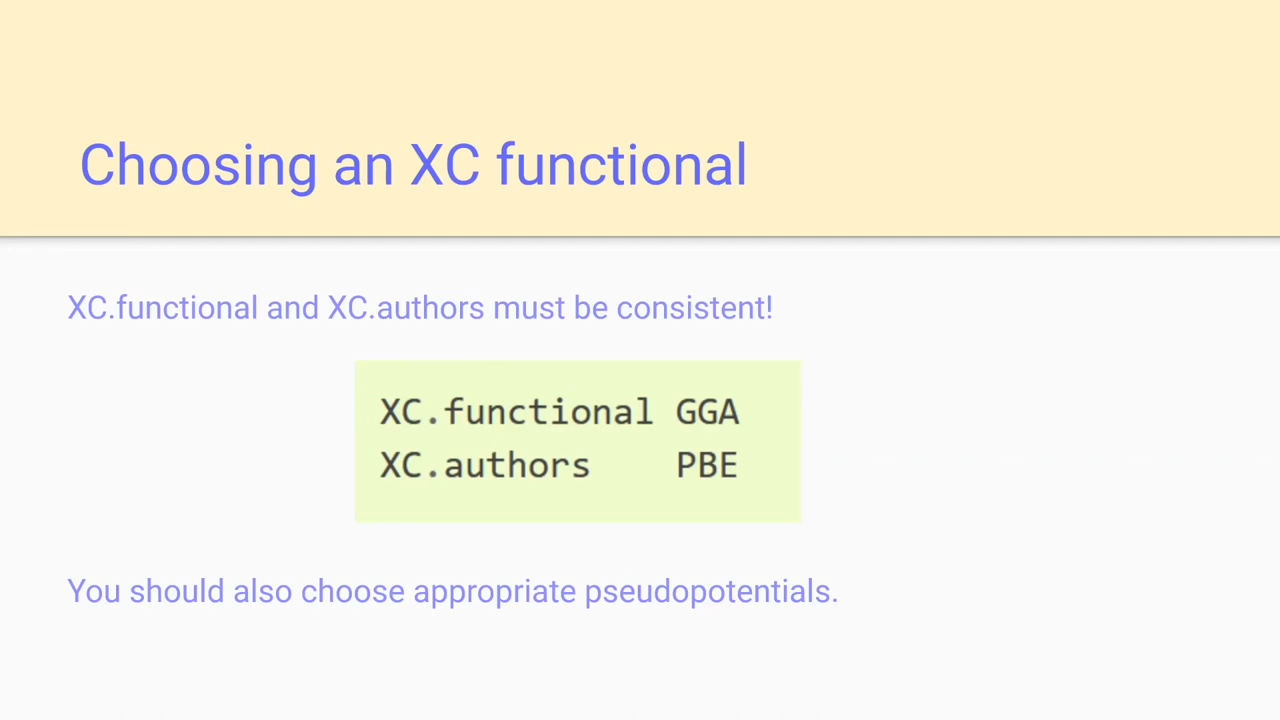 Choosing an XC functional
XC.functional and XC.authors must be consistent!
XC.functional GGA
XC.authors    PBE
You should also choose appropriate pseudopotentials.